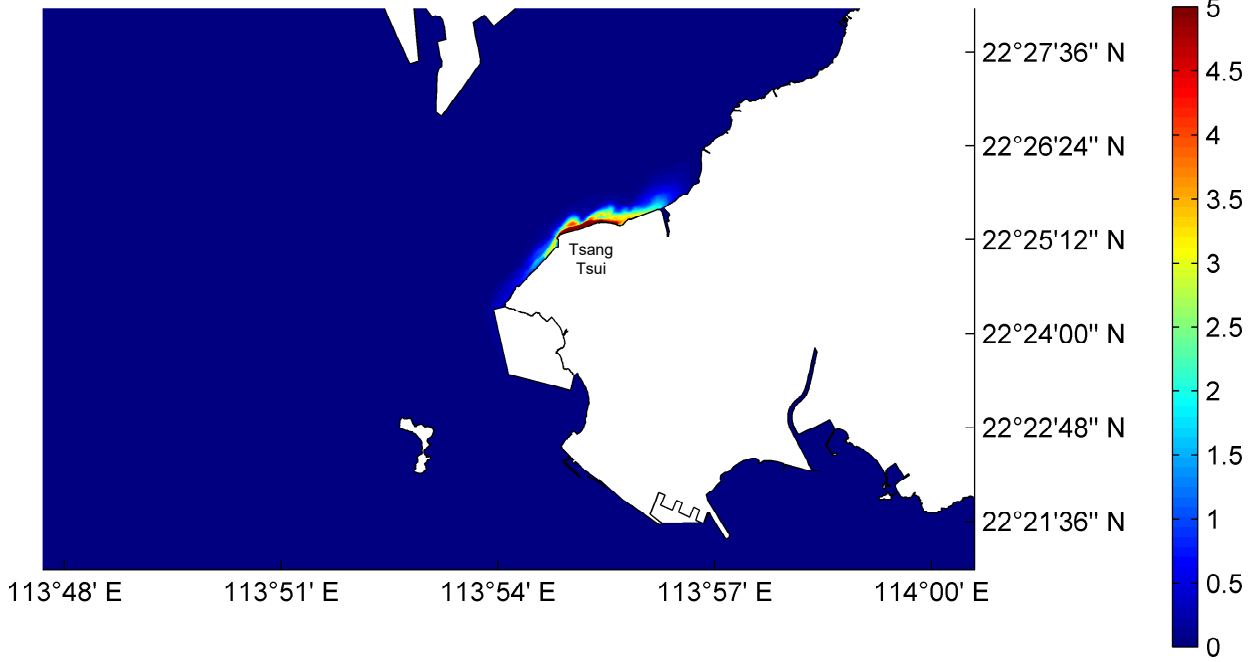 5
22°27'36" N
4.5
22°26'24" N
4
3.5
22°25'12" N
Tsang
Tsui
3
22°24'00" N
2.5
2
22°22'48" N
1.5
22°21'36" N
1
0.5
113°48' E 113°51' E 113°54' E 113°57' E 114°00' E
0